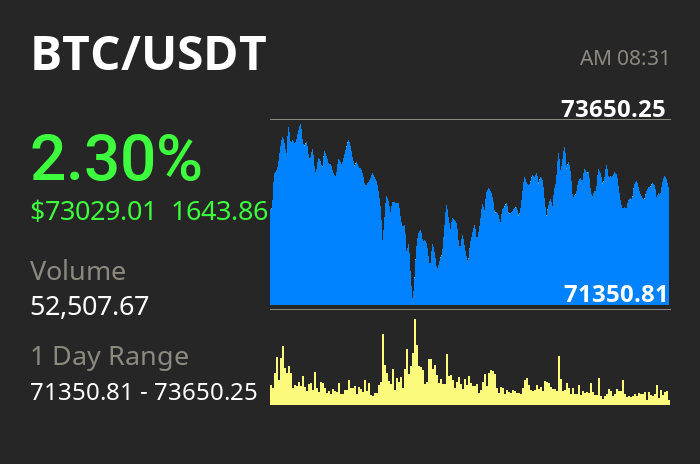 BTC/USDT
AM 08:31
73650.25
2.30%
$73029.01 1643.86
Volume
52,507.67
71350.81
1 Day Range
71350.81 - 73650.25